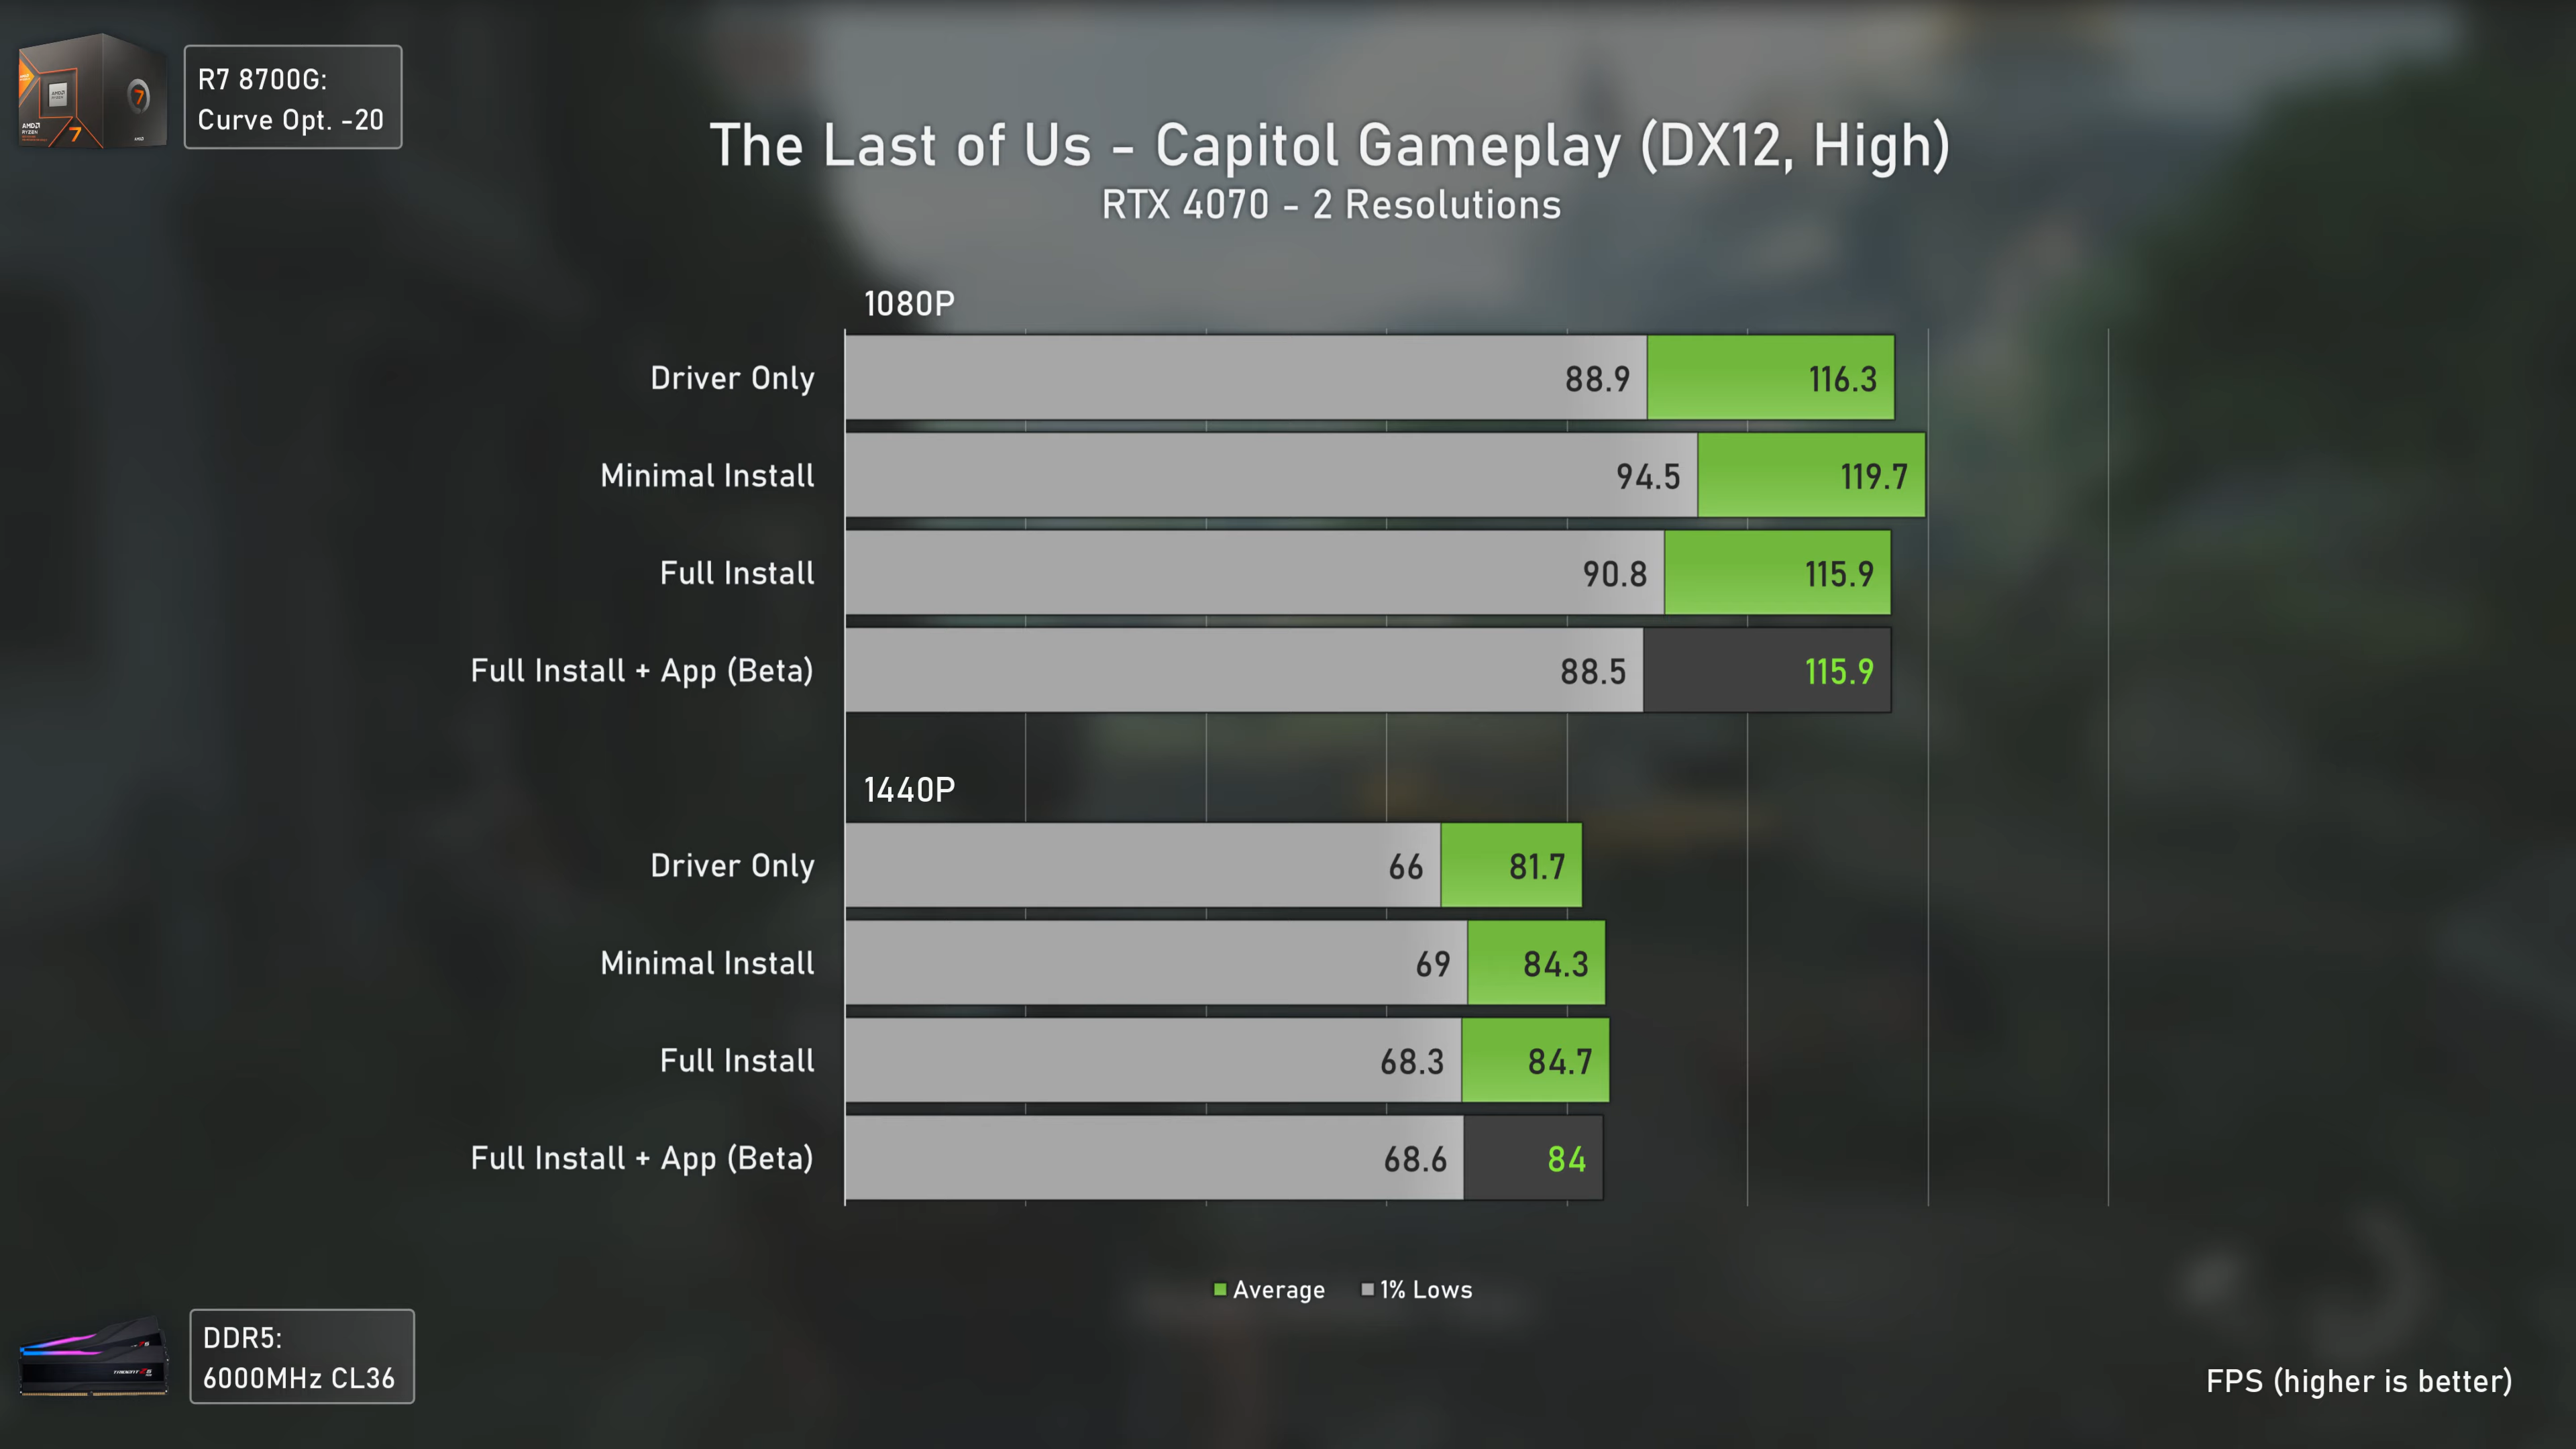 R7 8700G:
Curve Opt. -20
The Last of Us - Capitol Gameplay (DX12, High)
RTX 4070 - 2 Resolutions
1080P
Driver Only 88.9 116.3
Minimal Install 94.5 119.7
Full Install 90.8 115.9
Full Install + App (Beta) 88.5 115.9
1440P
Driver Only 66 81.7
Minimal Install 69 84.3
Full Install 68.3 84.7
Full Install + App (Beta) 68.6 84
Average 1% Lows
DDR5:
6000MHz CL36
FPS (higher is better)
AMD
RYZEN
7
7